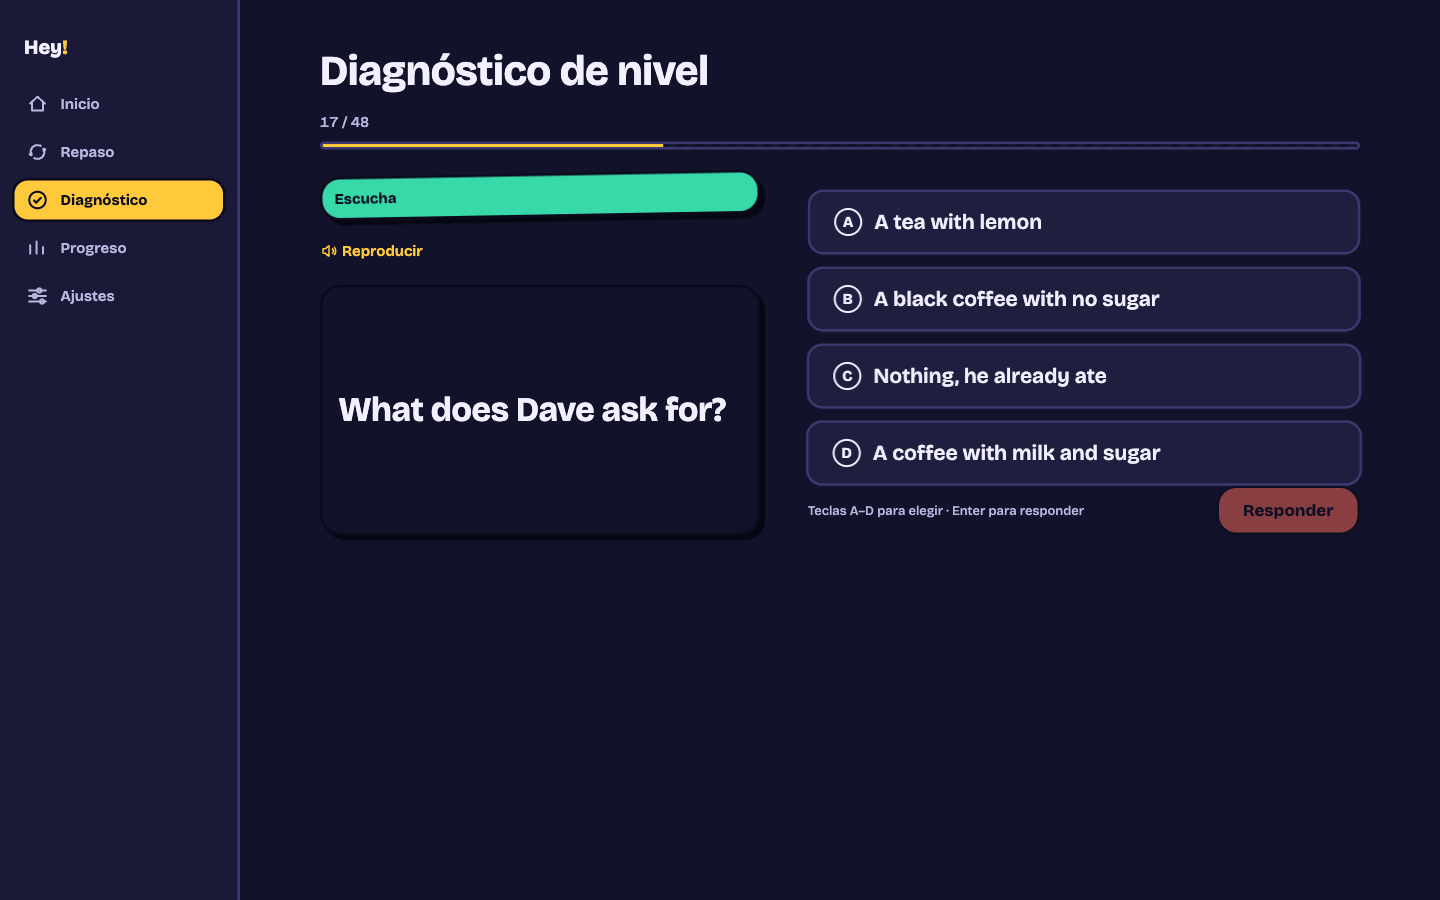 Hey!
Inicio
Repaso
Diagnóstico
Progreso
Ajustes
Diagnóstico de nivel
17 / 48
Escucha
Reproducir
What does Dave ask for?
A A tea with lemon
B A black coffee with no sugar
C Nothing, he already ate
D A coffee with milk and sugar
Teclas A–D para elegir · Enter para responder
Responder